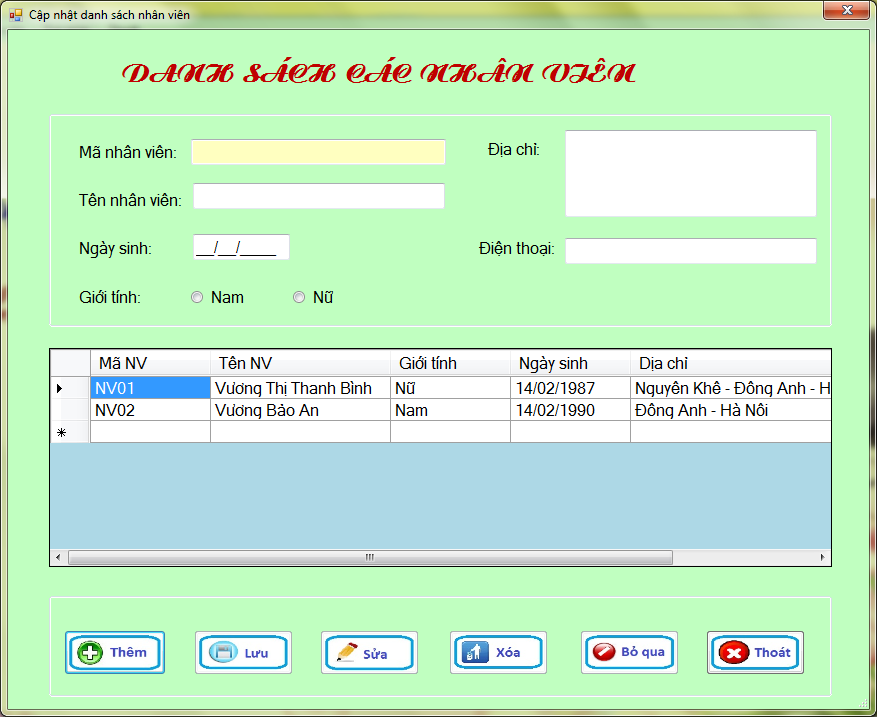 Cập nhật danh sách nhân viên
DANH SÁCH CÁC NHÂN VIÊN
Mã nhân viên:
Địa chỉ:
Tên nhân viên:
Ngày sinh:
__/__/____
Điện thoại:
Giới tính:
Nam
Nữ
Mã NV Tên NV Giới tính Ngày sinh Địa chỉ
NV01 Vương Thị Thanh Bình Nữ 14/02/1987 Nguyên Khê - Đông Anh - H
NV02 Vương Bảo An Nam 14/02/1990 Đông Anh - Hà Nôi
Thêm Lưu Sửa Xóa Bỏ qua Thoát